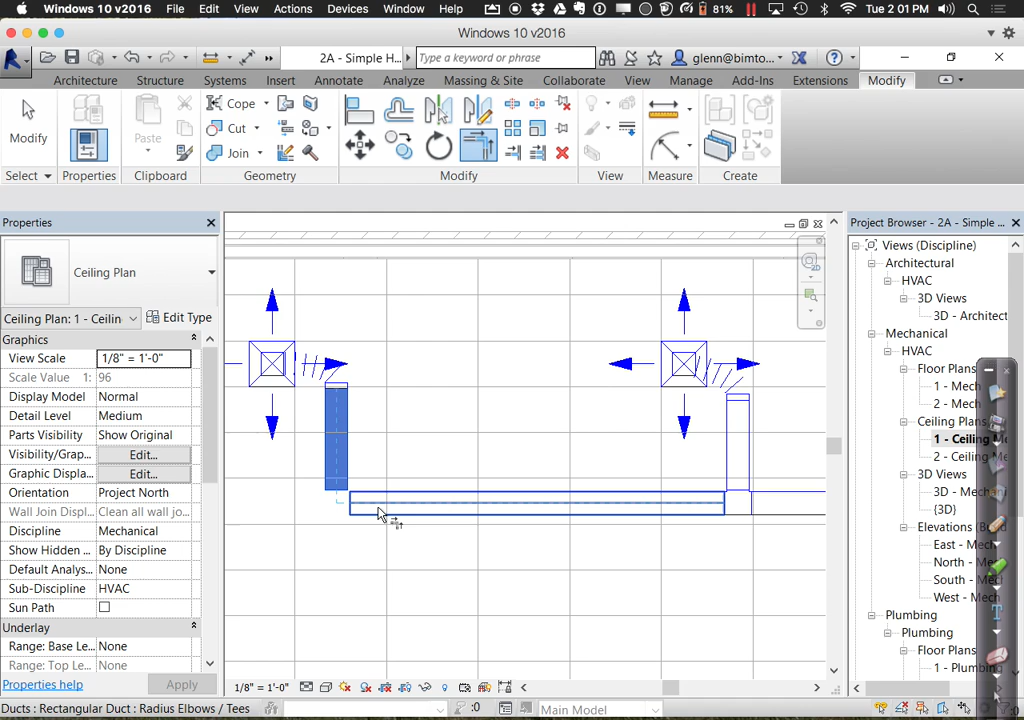 Windows 10 v2016 File Edit View Actions Devices Window Help 81% Tue 2 01 PM
Windows 10 v2016
2A - Simple H... Type a keyword or phrase glenn@bimto...
Architecture Structure Systems Insert Annotate Analyze Massing & Site Collaborate View Manage Add-Ins Extensions Modify
Modify Paste Cope Cut Join
Select Properties Clipboard Geometry Modify View Measure Create
Properties
Ceiling Plan
Ceiling Plan: 1 - Ceilin Edit Type
Graphics
View Scale 1/8" = 1'-0"
Scale Value 1: 96
Display Model Normal
Detail Level Medium
Parts Visibility Show Original
Visibility/Grap... Edit...
Graphic Displa... Edit...
Orientation Project North
Wall Join Displ... Clean all wall jo...
Discipline Mechanical
Show Hidden ... By Discipline
Default Analys... None
Sub-Discipline HVAC
Sun Path
Underlay
Range: Base Le... None
Range: Top Le... None
Properties help Apply
1/8" = 1'-0"
Ducts : Rectangular Duct : Radius Elbows / Tees :0 Main Model
Project Browser - 2A - Simple ...
Views (Discipline)
Architectural
HVAC
3D Views
3D - Architect
Mechanical
HVAC
Floor Plans
1 - Mech
2 - Mech
Ceiling Plans
1 - Ceiling Me
2 - Ceiling Me
3D Views
3D - Mechani
{3D}
Elevations (Build
East - Mech
North - Me
South - Me
West - Mec
Plumbing
Plumbing
Floor Plans
1 - Plumbin